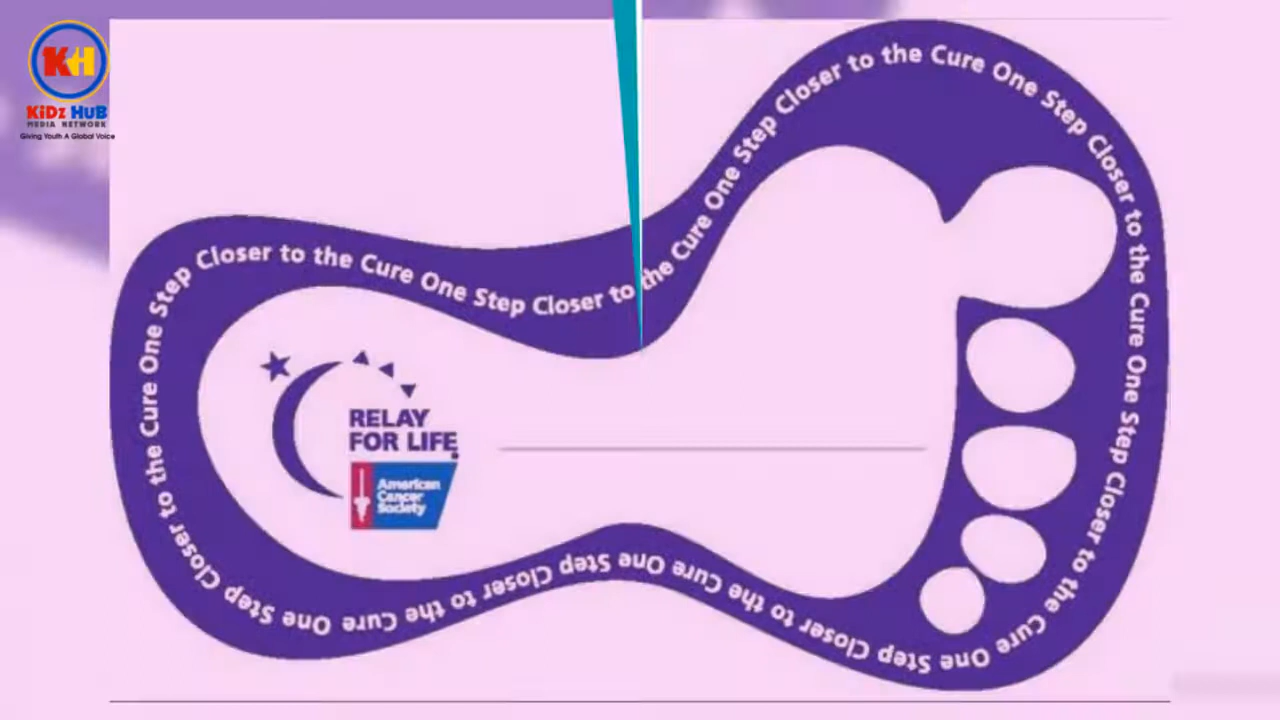 KH
KiDz HuB
MEDIA NETWORK
Giving Youth A Global Voice
One Step Closer to the Cure One Step Closer to the Cure One Step Closer to the Cure One Step Closer to the Cure One Step Closer to the Cure One Step Closer to the Cure One Step Closer to the Cure One Step Closer to the Cure
RELAY
FOR LIFE
American
Cancer
Society